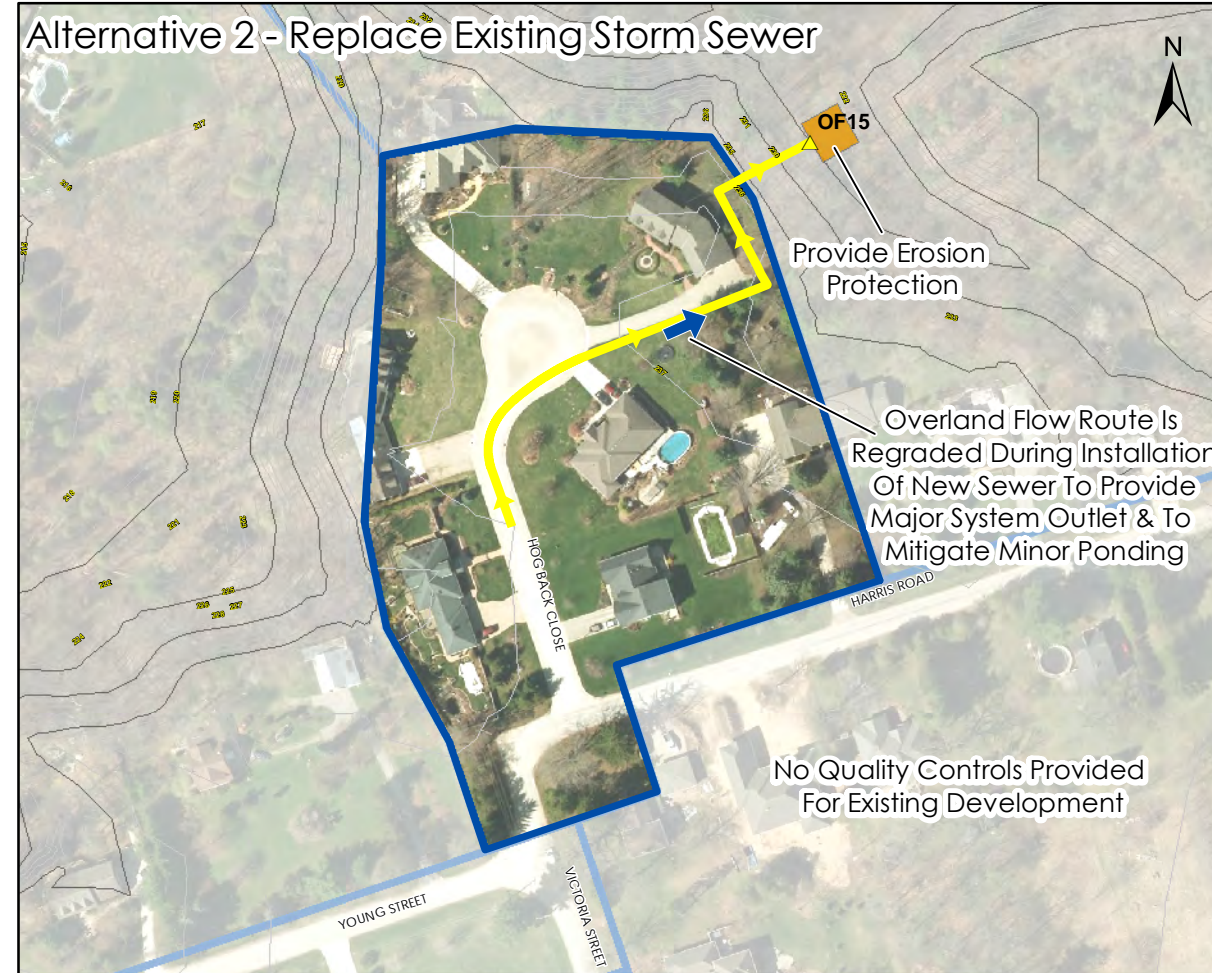 Alternative 2 - Replace Existing Storm Sewer
N
OF15
Provide Erosion
Protection
Overland Flow Route Is
Regraded During Installation
Of New Sewer To Provide
Major System Outlet & To
Mitigate Minor Ponding
HOG BACK CLOSE
HARRIS ROAD
No Quality Controls Provided
For Existing Development
YOUNG STREET
VICTORIA STREET